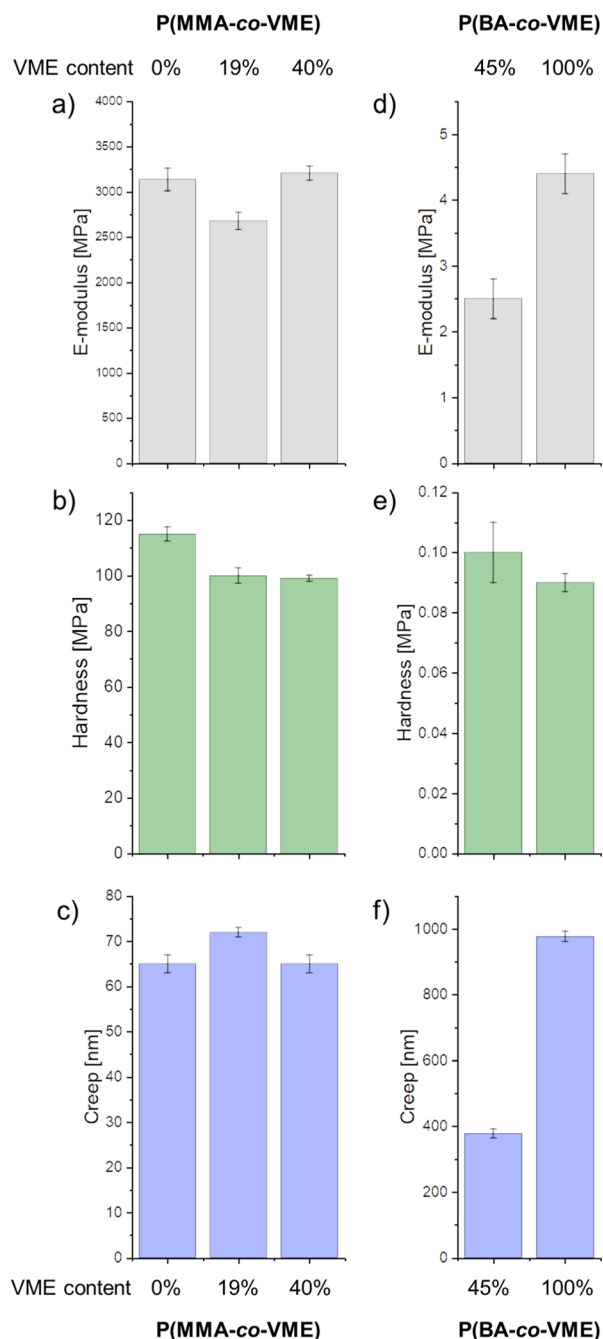 P(MMA-co-VME) P(BA-co-VME)
VME content 0% 19% 40% 45% 100%
a)
4000
3500
3000
2500
2000
1500
1000
500
0
E-modulus [MPa]
d)
5
4
3
2
1
0
E-modulus [MPa]
b)
120
100
80
60
40
20
0
Hardness [MPa]
e)
0.12
0.10
0.08
0.06
0.04
0.02
0.00
Hardness [MPa]
c)
80
70
60
50
40
30
20
10
0
Creep [nm]
f)
1000
800
600
400
200
0
Creep [nm]
VME content 0% 19% 40% 45% 100%
P(MMA-co-VME) P(BA-co-VME)